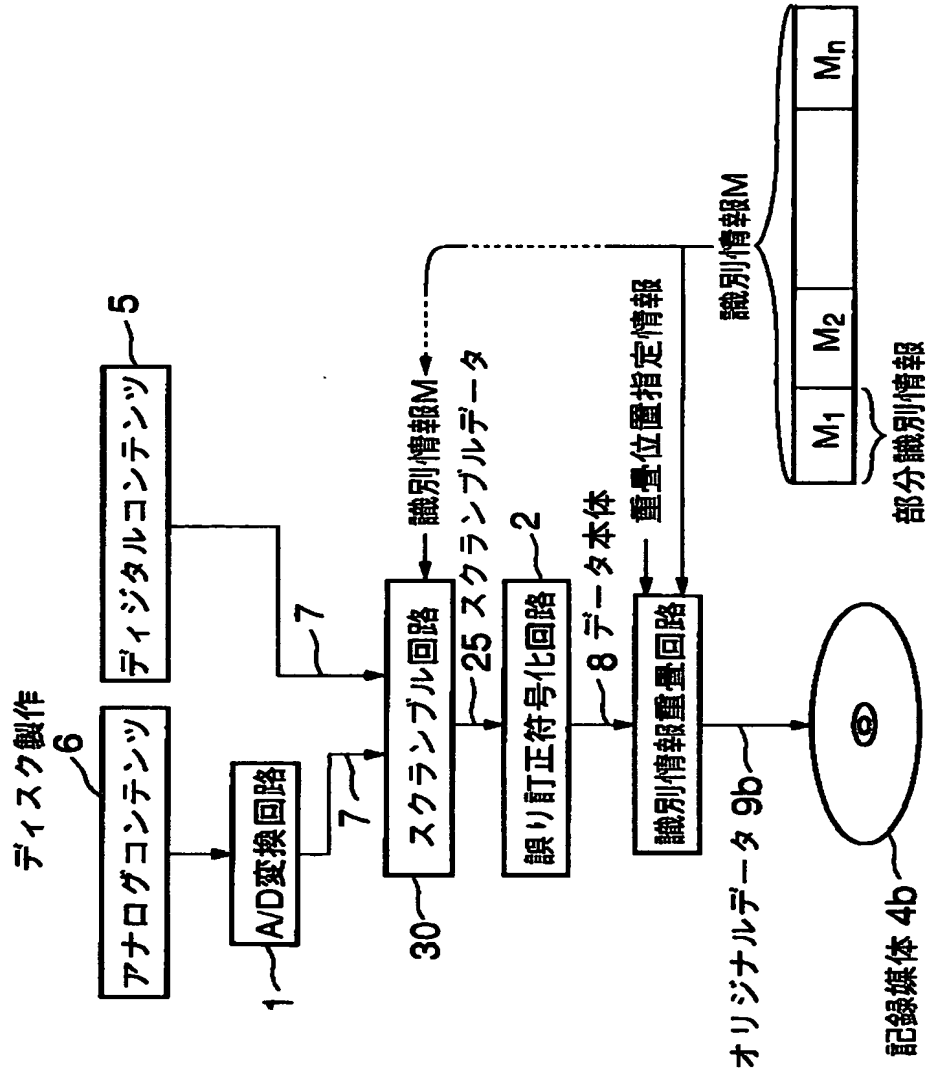 ディスク製作
6
アナログコンテンツ
5
ディジタルコンテンツ
A/D変換回路
1
7
7
スクランブル回路
30
識別情報M
25 スクランブルデータ
誤り訂正符号化回路
2
8 データ本体
重畳位置指定情報
識別情報重畳回路
オリジナルデータ 9b
記録媒体 4b
識別情報M
M1
M2
Mn
部分識別情報